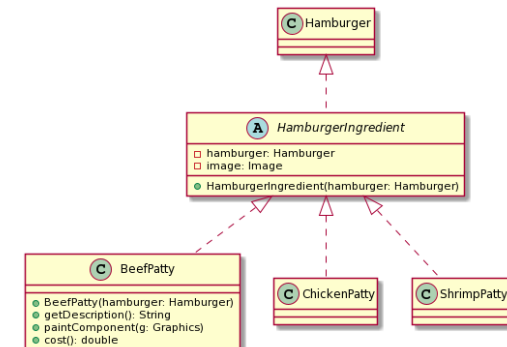 C Hamburger
A HamburgerIngredient
hamburger: Hamburger
image: Image
HamburgerIngredient(hamburger: Hamburger)
C BeefPatty
BeefPatty(hamburger: Hamburger)
getDescription(): String
paintComponent(g: Graphics)
cost(): double
C ChickenPatty
C ShrimpPatty